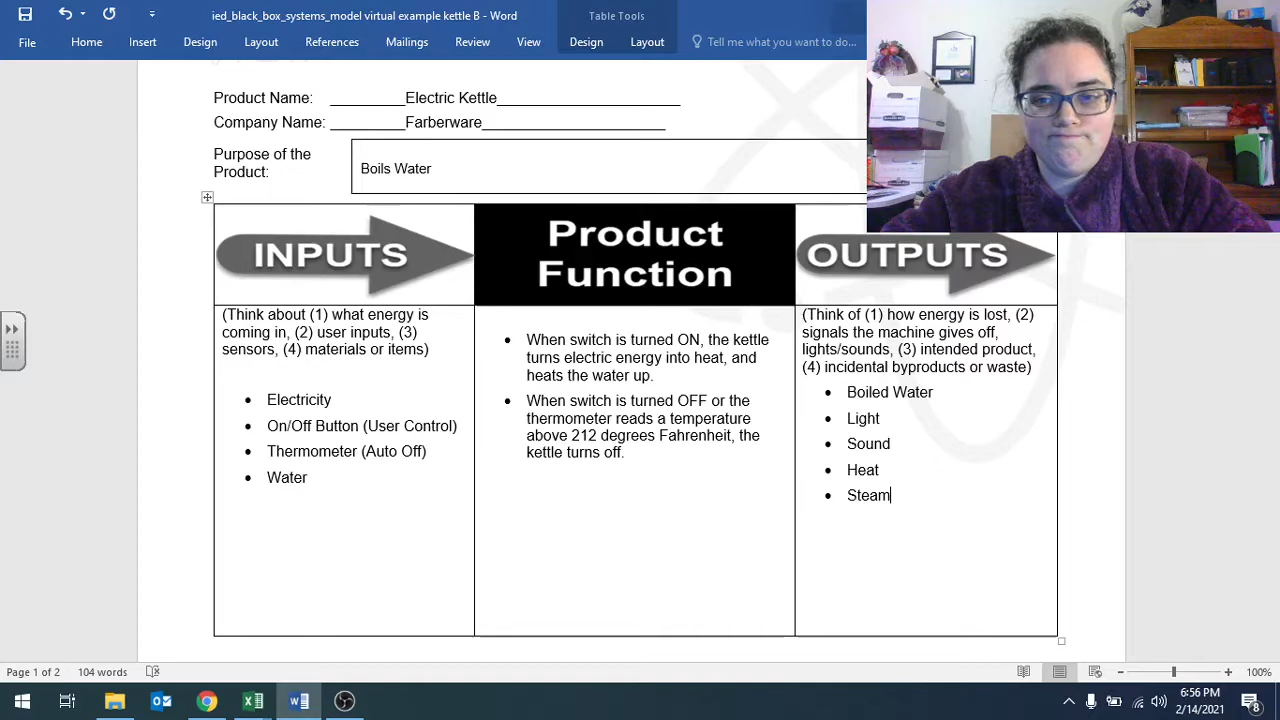 ied_black_box_systems_model virtual example kettle B - Word
Table Tools
File Home Insert Design Layout References Mailings Review View Design Layout Tell me what you want to do...
Product Name: _________Electric Kettle______________________
Company Name: _________Farberware______________________
Purpose of the
Product:
Boils Water
INPUTS
Product
Function
OUTPUTS
(Think about (1) what energy is
coming in, (2) user inputs, (3)
sensors, (4) materials or items)
• Electricity
• On/Off Button (User Control)
• Thermometer (Auto Off)
• Water
• When switch is turned ON, the kettle
turns electric energy into heat, and
heats the water up.
• When switch is turned OFF or the
thermometer reads a temperature
above 212 degrees Fahrenheit, the
kettle turns off.
(Think of (1) how energy is lost, (2)
signals the machine gives off,
lights/sounds, (3) intended product,
(4) incidental byproducts or waste)
• Boiled Water
• Light
• Sound
• Heat
• Steam
Page 1 of 2 104 words
100%
6:56 PM
2/14/2021
8